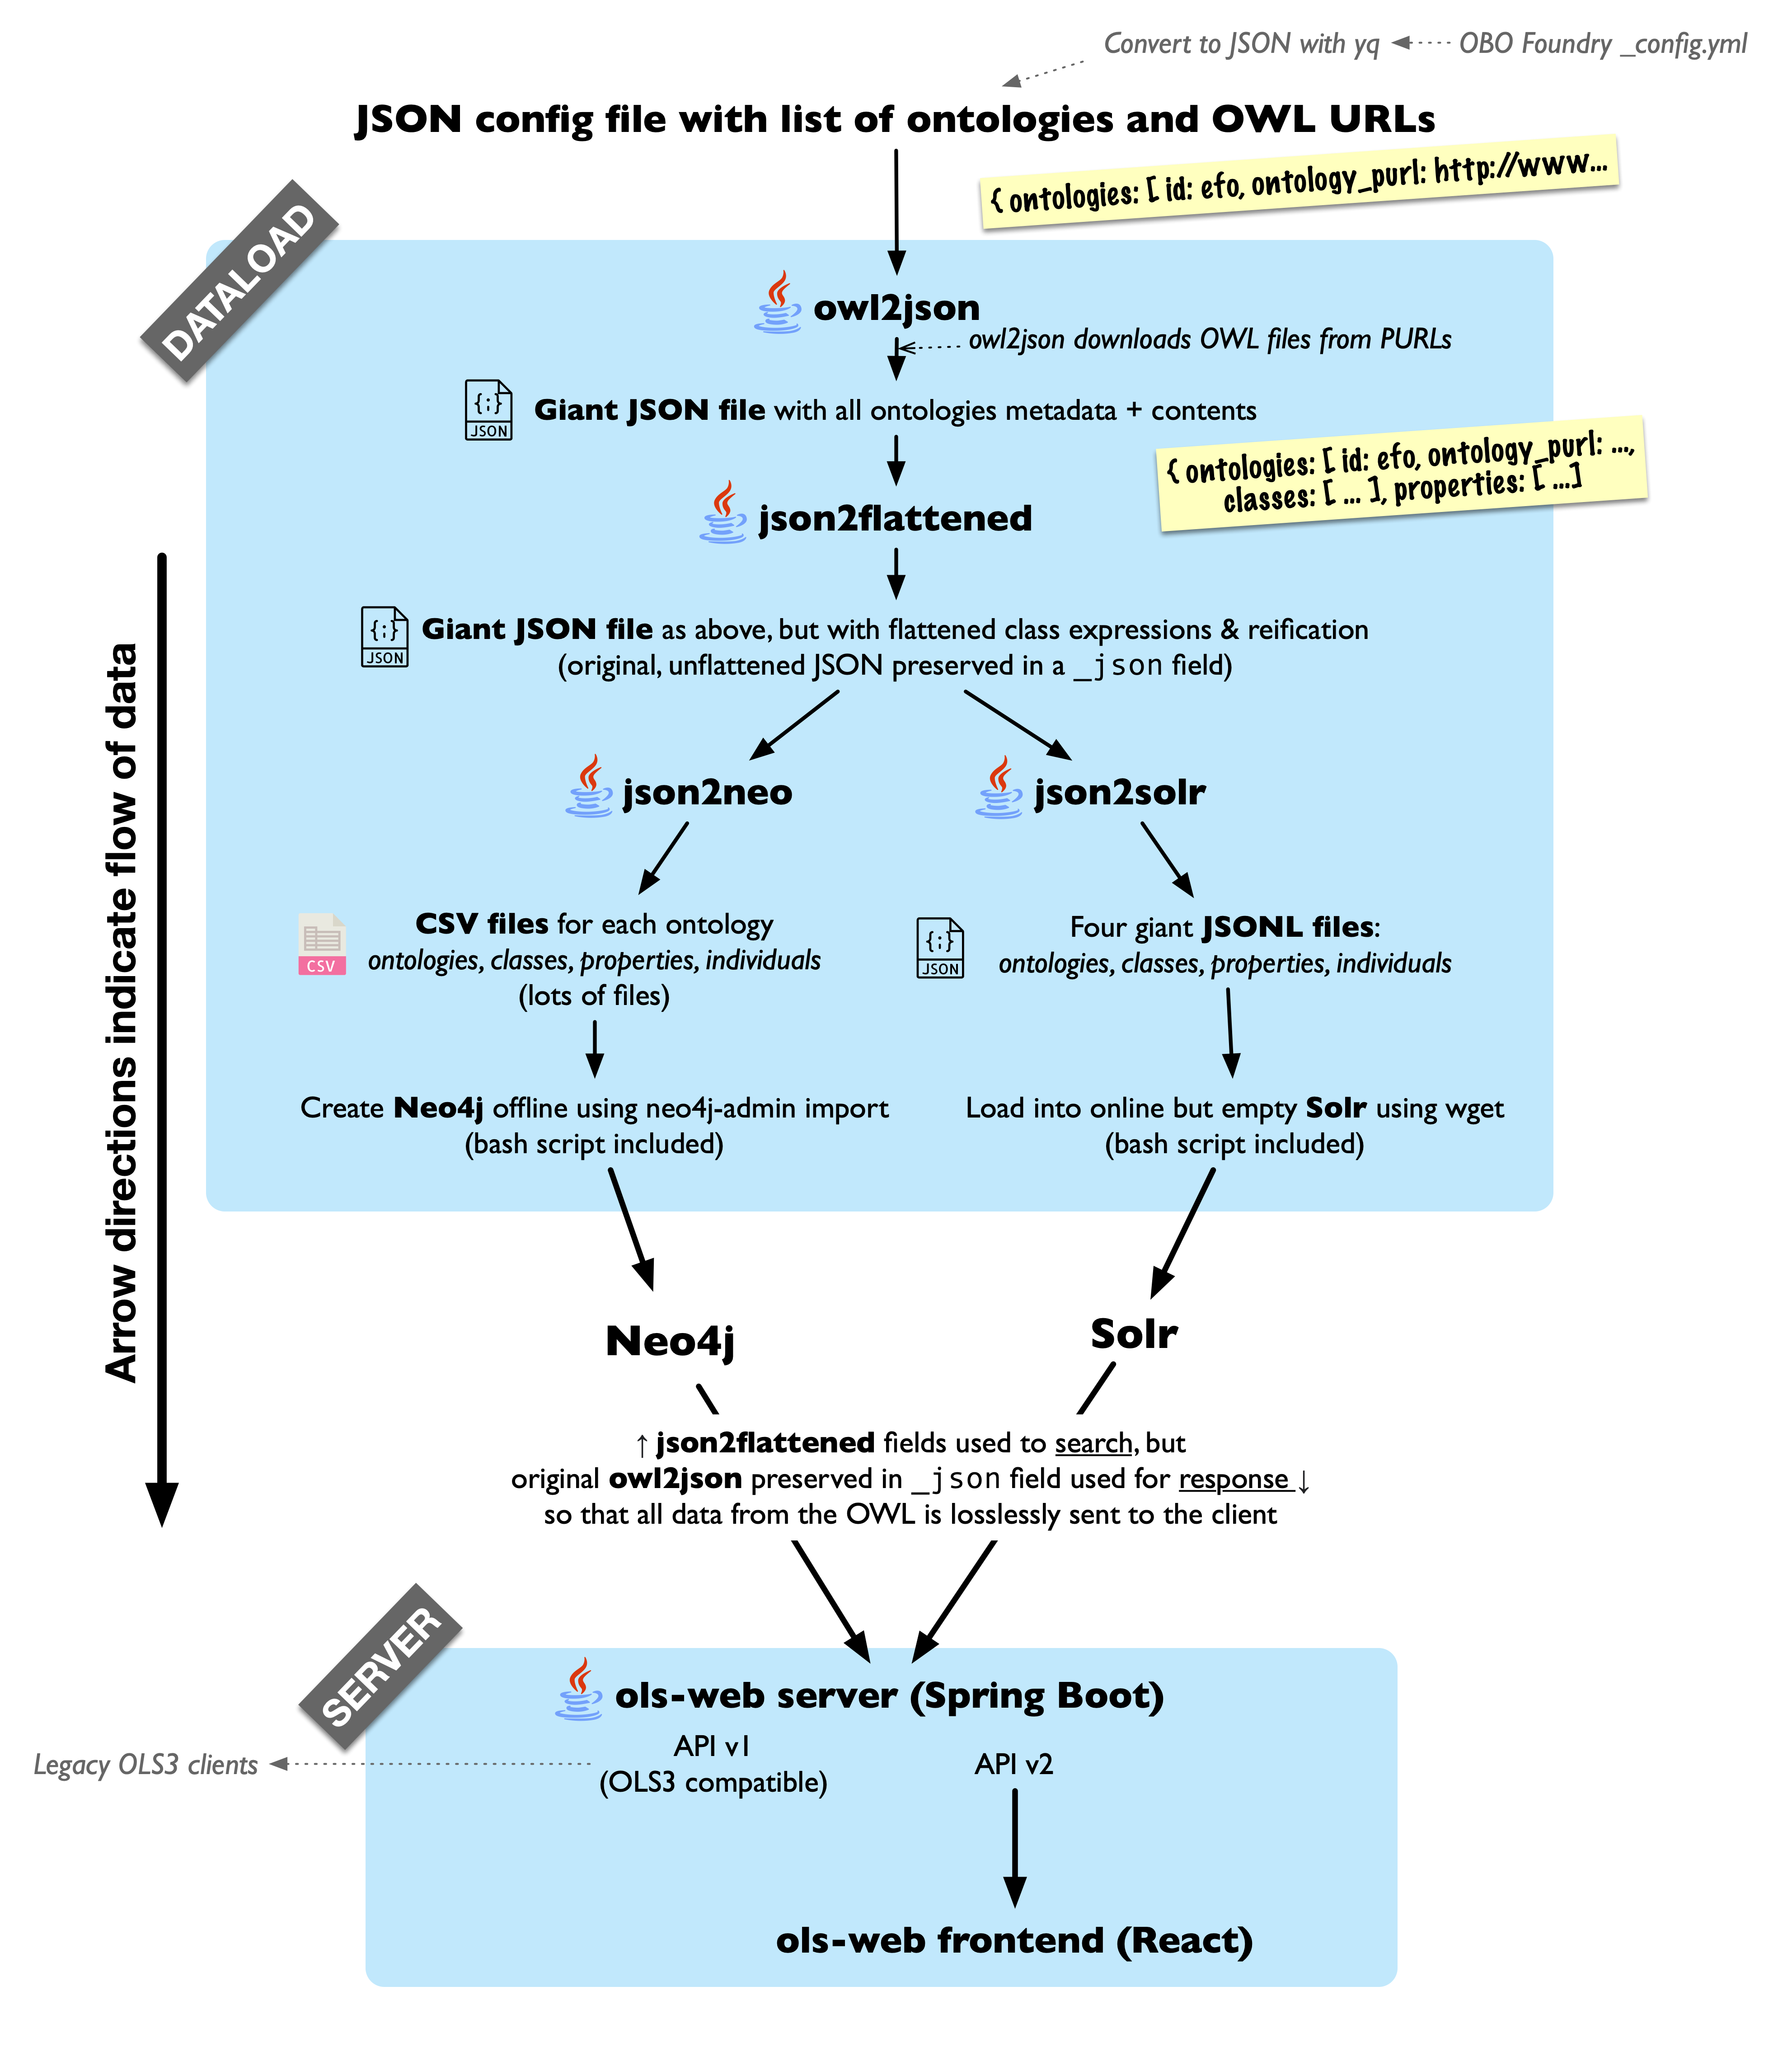 Convert to JSON with yq
OBO Foundry _config.yml
JSON config file with list of ontologies and OWL URLs
{ ontologies: [ id: efo, ontology_purl: http://www...
DATALOAD
owl2json
owl2json downloads OWL files from PURLs
{;}
JSON
Giant JSON file with all ontologies metadata + contents
{ ontologies: [ id: efo, ontology_purl: ...,
classes: [ ... ], properties: [ ...]
json2flattened
{;}
JSON
Giant JSON file as above, but with flattened class expressions & reification
(original, unflattened JSON preserved in a _json field)
Arrow directions indicate flow of data
json2neo
json2solr
CSV
CSV files for each ontology
ontologies, classes, properties, individuals
(lots of files)
{;}
JSON
Four giant JSONL files:
ontologies, classes, properties, individuals
Create Neo4j offline using neo4j-admin import
(bash script included)
Load into online but empty Solr using wget
(bash script included)
Neo4j
Solr
↑ json2flattened fields used to search, but
original owl2json preserved in _json field used for response ↓
so that all data from the OWL is losslessly sent to the client
SERVER
ols-web server (Spring Boot)
Legacy OLS3 clients
API v1
(OLS3 compatible)
API v2
ols-web frontend (React)